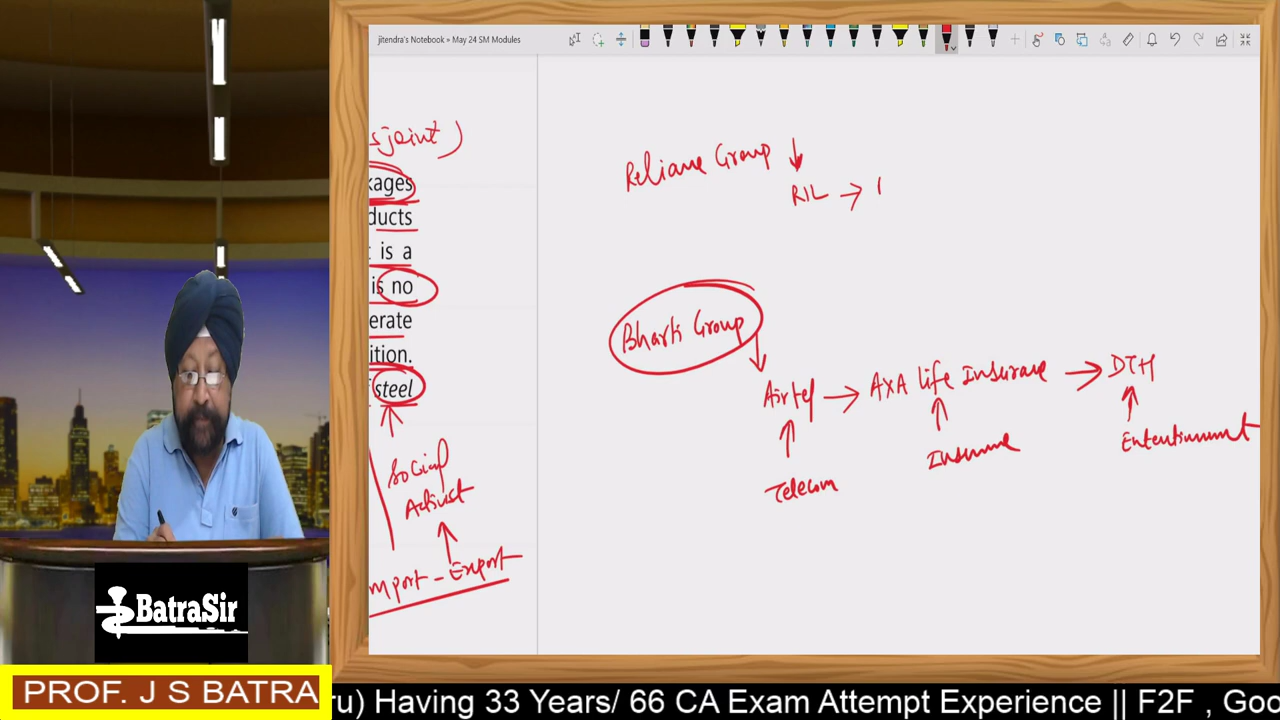 jitendra's Notebook » May 24 SM Modules
sjoint)
kages
ducts
is a
is no
erate
ition.
steel
Social
Activist
mport - Export
Reliance Group
RIL →
Bharti Group
Airtel → AXA life Insurance → DTH
Telecom
Insurance
Entertainment
BatraSir
PROF. J S BATRA
ru) Having 33 Years/ 66 CA Exam Attempt Experience || F2F , Goo